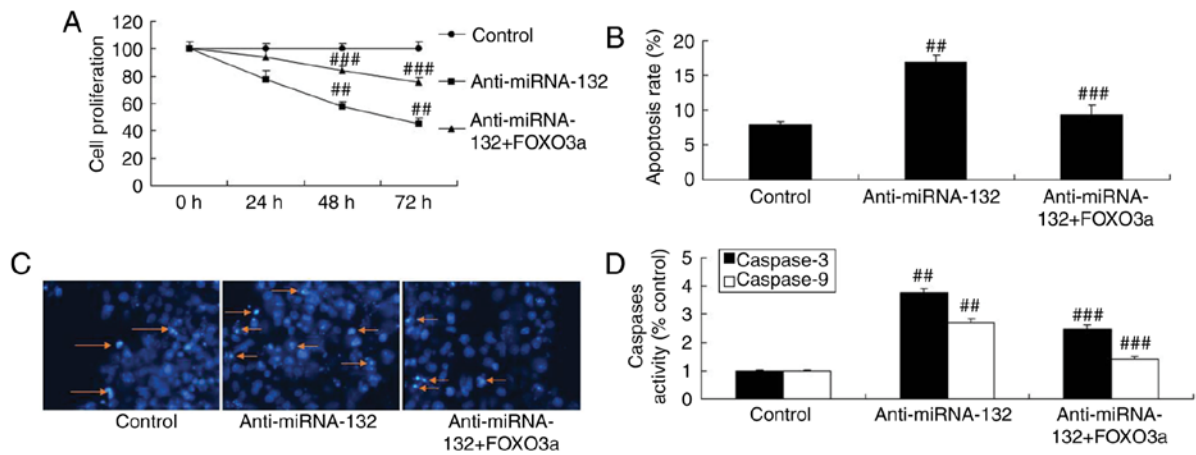 A
120
100
80
60
40
20
0
Cell proliferation
###
###
##
##
0 h
24 h
48 h
72 h
Control
Anti-miRNA-132
Anti-miRNA-
132+FOXO3a
B
20
15
10
5
0
Apoptosis rate (%)
##
###
Control
Anti-miRNA-132
Anti-miRNA-
132+FOXO3a
C
Control
Anti-miRNA-132
Anti-miRNA-
132+FOXO3a
D
5
4
3
2
1
0
Caspases
activity (% control)
Caspase-3
Caspase-9
##
##
###
###
Control
Anti-miRNA-132
Anti-miRNA-
132+FOXO3a